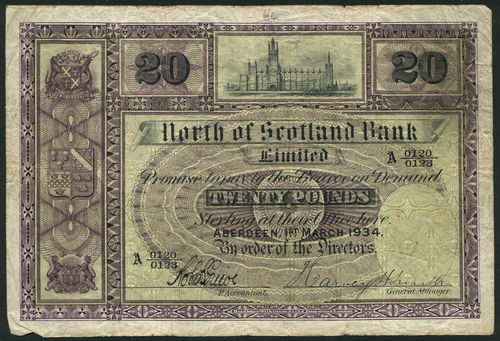 20 20
North of Scotland Bank
Limited
A 0120/0123
Promise to pay to the Bearer on Demand
TWENTY POUNDS
Sterling at their Office here.
ABERDEEN, 1ST MARCH 1934.
By order of the Directors.
A 0120/0123
P. Accountant. General Manager.